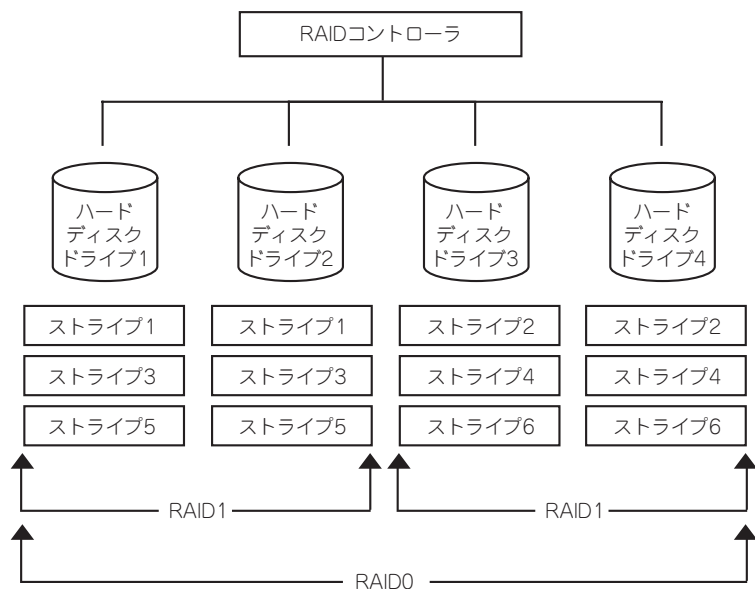 RAIDコントローラ
ハード
ディスク
ドライブ1
ハード
ディスク
ドライブ2
ハード
ディスク
ドライブ3
ハード
ディスク
ドライブ4
ストライプ1
ストライプ1
ストライプ2
ストライプ2
ストライプ3
ストライプ3
ストライプ4
ストライプ4
ストライプ5
ストライプ5
ストライプ6
ストライプ6
RAID1
RAID1
RAID0